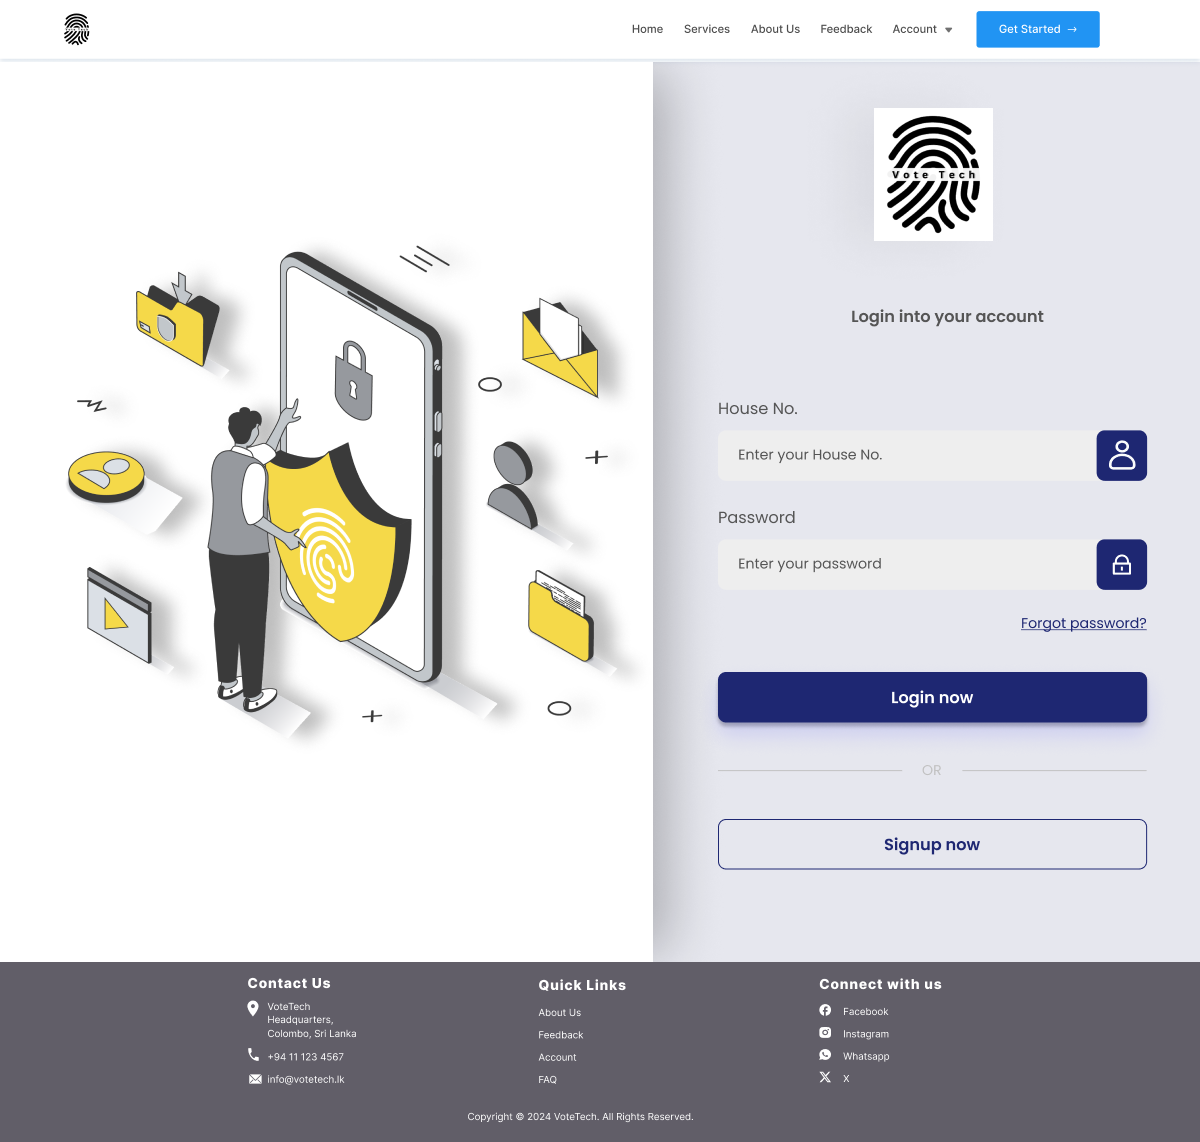 Home Services About Us Feedback Account Get Started →
Vote Tech
Login into your account
House No.
Enter your House No.
Password
Enter your password
Forgot password?
Login now
OR
Signup now
Contact Us
VoteTech
Headquarters,
Colombo, Sri Lanka
+94 11 123 4567
info@votetech.lk
Quick Links
About Us
Feedback
Account
FAQ
Connect with us
Facebook
Instagram
Whatsapp
X
Copyright © 2024 VoteTech. All Rights Reserved.